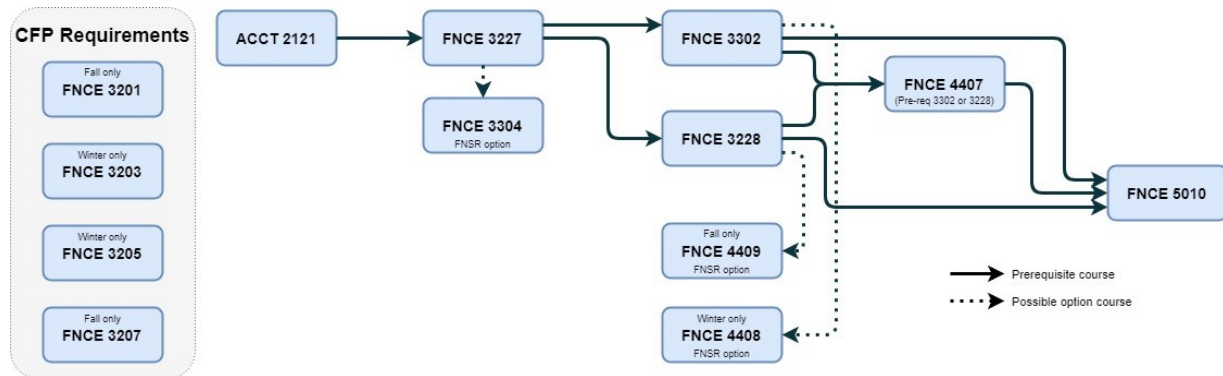 CFP Requirements
Fall only
FNCE 3201
Winter only
FNCE 3203
Winter only
FNCE 3205
Fall only
FNCE 3207
ACCT 2121
FNCE 3227
FNCE 3304
FNSR option
FNCE 3302
FNCE 3228
Fall only
FNCE 4409
FNSR option
Winter only
FNCE 4408
FNSR option
FNCE 4407
(Pre-req 3302 or 3228)
FNCE 5010
Prerequisite course
Possible option course